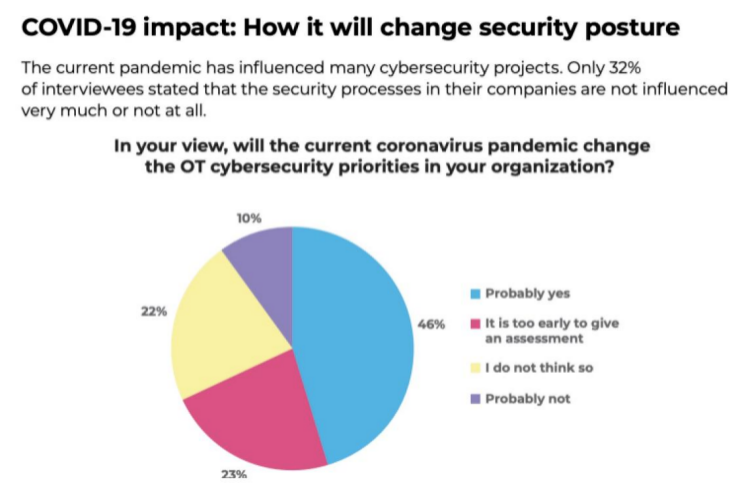 COVID-19 impact: How it will change security posture
The current pandemic has influenced many cybersecurity projects. Only 32%
of interviewees stated that the security processes in their companies are not influenced
very much or not at all.
In your view, will the current coronavirus pandemic change
the OT cybersecurity priorities in your organization?
10%
22%
46%
23%
Probably yes
It is too early to give
an assessment
I do not think so
Probably not